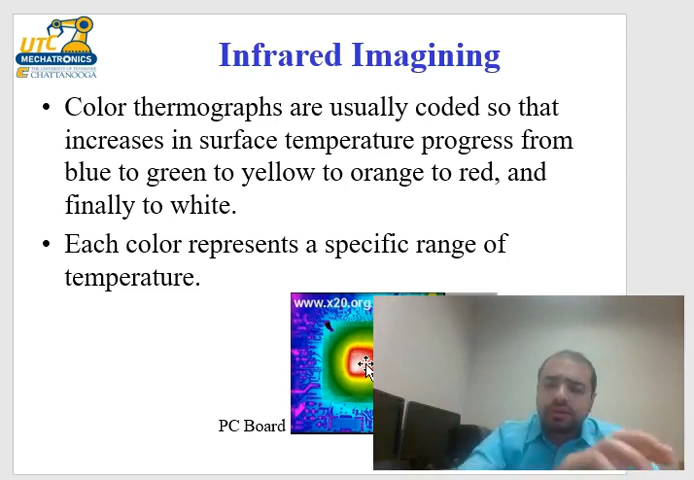 UTC
MECHATRONICS
THE UNIVERSITY OF TENNESSEE
CHATTANOOGA
Infrared Imagining
• Color thermographs are usually coded so that
increases in surface temperature progress from
blue to green to yellow to orange to red, and
finally to white.
• Each color represents a specific range of
temperature.
www.x20.org
PC Board